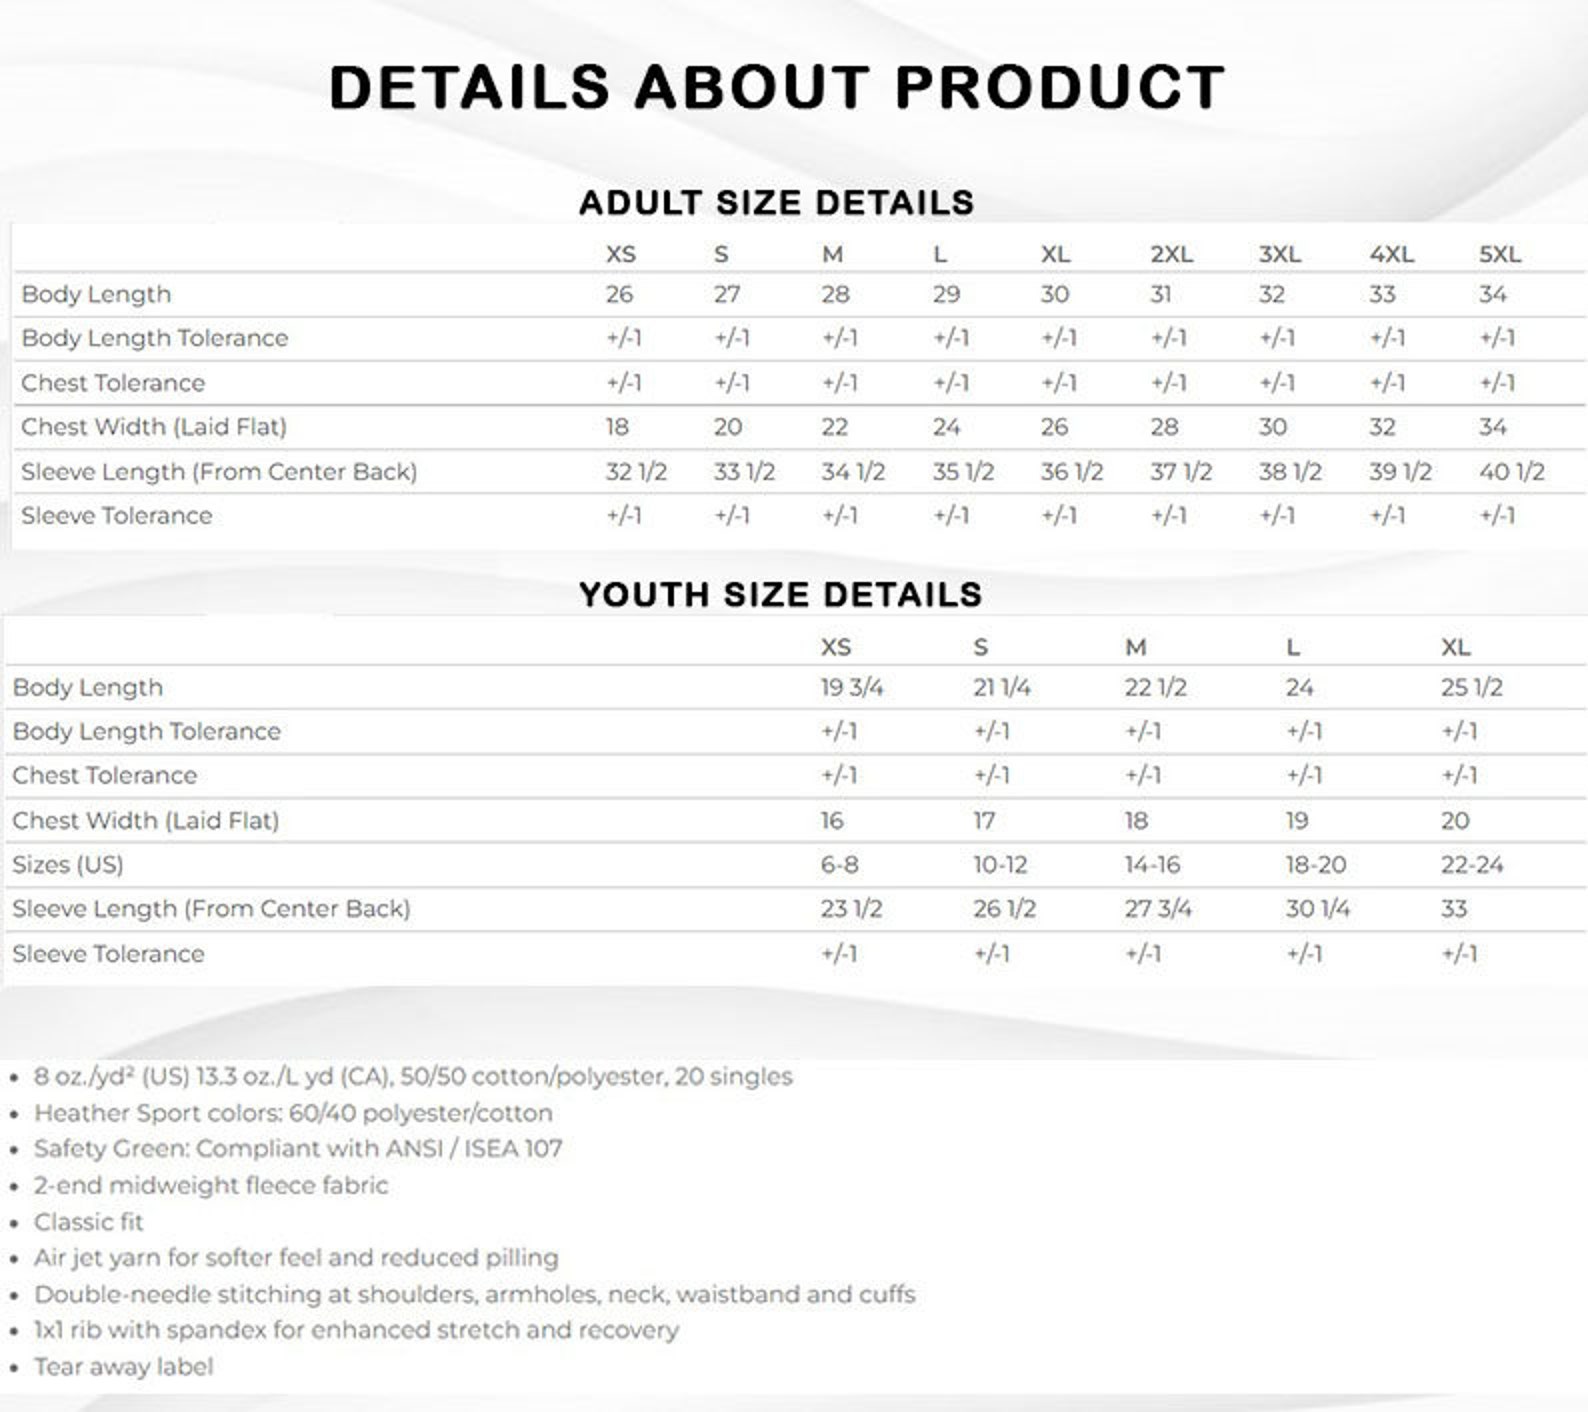 DETAILS ABOUT PRODUCT
ADULT SIZE DETAILS
XS S M L XL 2XL 3XL 4XL 5XL
Body Length 26 27 28 29 30 31 32 33 34
Body Length Tolerance +/-1 +/-1 +/-1 +/-1 +/-1 +/-1 +/-1 +/-1 +/-1
Chest Tolerance +/-1 +/-1 +/-1 +/-1 +/-1 +/-1 +/-1 +/-1 +/-1
Chest Width (Laid Flat) 18 20 22 24 26 28 30 32 34
Sleeve Length (From Center Back) 32 1/2 33 1/2 34 1/2 35 1/2 36 1/2 37 1/2 38 1/2 39 1/2 40 1/2
Sleeve Tolerance +/-1 +/-1 +/-1 +/-1 +/-1 +/-1 +/-1 +/-1 +/-1
YOUTH SIZE DETAILS
XS S M L XL
Body Length 19 3/4 21 1/4 22 1/2 24 25 1/2
Body Length Tolerance +/-1 +/-1 +/-1 +/-1 +/-1
Chest Tolerance +/-1 +/-1 +/-1 +/-1 +/-1
Chest Width (Laid Flat) 16 17 18 19 20
Sizes (US) 6-8 10-12 14-16 18-20 22-24
Sleeve Length (From Center Back) 23 1/2 26 1/2 27 3/4 30 1/4 33
Sleeve Tolerance +/-1 +/-1 +/-1 +/-1 +/-1
• 8 oz./yd² (US) 13.3 oz./L yd (CA), 50/50 cotton/polyester, 20 singles
• Heather Sport colors: 60/40 polyester/cotton
• Safety Green: Compliant with ANSI / ISEA 107
• 2-end midweight fleece fabric
• Classic fit
• Air jet yarn for softer feel and reduced pilling
• Double-needle stitching at shoulders, armholes, neck, waistband and cuffs
• 1x1 rib with spandex for enhanced stretch and recovery
• Tear away label